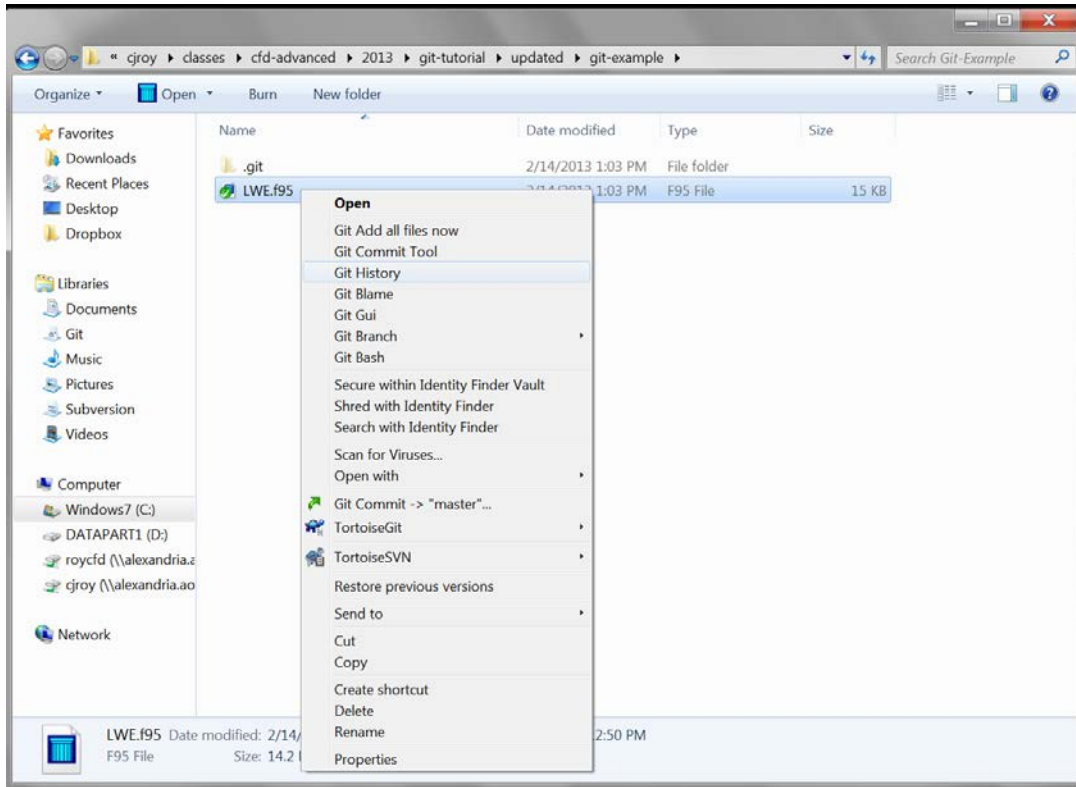 « cjroy ▸ classes ▸ cfd-advanced ▸ 2013 ▸ git-tutorial ▸ updated ▸ git-example ▸
Search Git-Example
Organize Open Burn New folder
Name Date modified Type Size
.git 2/14/2013 1:03 PM File folder
LWE.f95 2/14/2013 1:03 PM F95 File 15 KB
Favorites
Downloads
Recent Places
Desktop
Dropbox
Libraries
Documents
Git
Music
Pictures
Subversion
Videos
Computer
Windows7 (C:)
DATAPART1 (D:)
roycfd (\\alexandria.a
cjroy (\\alexandria.ao
Network
Open
Git Add all files now
Git Commit Tool
Git History
Git Blame
Git Gui
Git Branch
Git Bash
Secure within Identity Finder Vault
Shred with Identity Finder
Search with Identity Finder
Scan for Viruses...
Open with
Git Commit -> "master"...
TortoiseGit
TortoiseSVN
Restore previous versions
Send to
Cut
Copy
Create shortcut
Delete
Rename
Properties
LWE.f95 Date modified: 2/14/ 2:50 PM
F95 File Size: 14.2